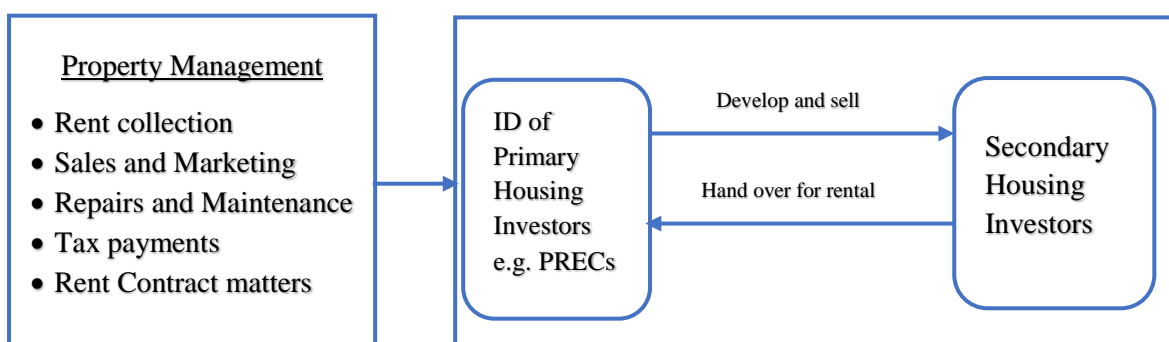 Property Management
• Rent collection
• Sales and Marketing
• Repairs and Maintenance
• Tax payments
• Rent Contract matters
ID of
Primary
Housing
Investors
e.g. PRECs
Develop and sell
Hand over for rental
Secondary
Housing
Investors